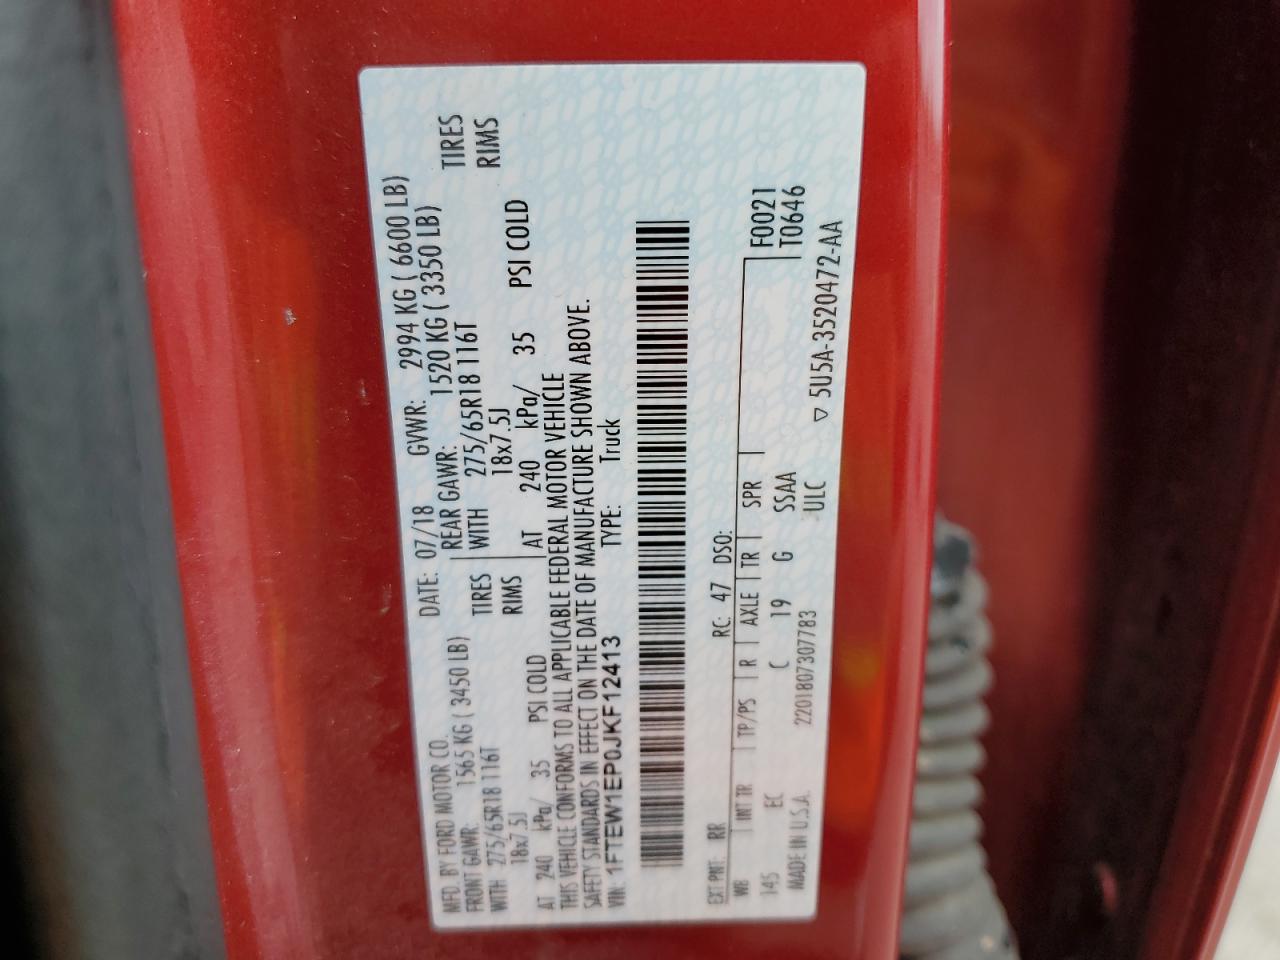 MFD. BY FORD MOTOR CO. DATE: 07/18 GVWR: 2994 KG ( 6600 LB)
FRONT GAWR: 1565 KG ( 3450 LB) REAR GAWR: 1520 KG ( 3350 LB)
WITH 275/65R18 116T TIRES WITH 275/65R18 116T TIRES
18x7.5J RIMS 18x7.5J RIMS
AT 240 kPa/ 35 PSI COLD AT 240 kPa/ 35 PSI COLD
THIS VEHICLE CONFORMS TO ALL APPLICABLE FEDERAL MOTOR VEHICLE
SAFETY STANDARDS IN EFFECT ON THE DATE OF MANUFACTURE SHOWN ABOVE.
VIN: 1FTEW1EP0JKF12413 TYPE: Truck
EXT PNT: RR RC: 47 DSO: F0021
WB INT TR TP/PS R AXLE TR SPR T0646
145 EC C 19 G SSAA
MADE IN U.S.A. 2201807307783 ULC ▽ 5U5A-3520472-AA